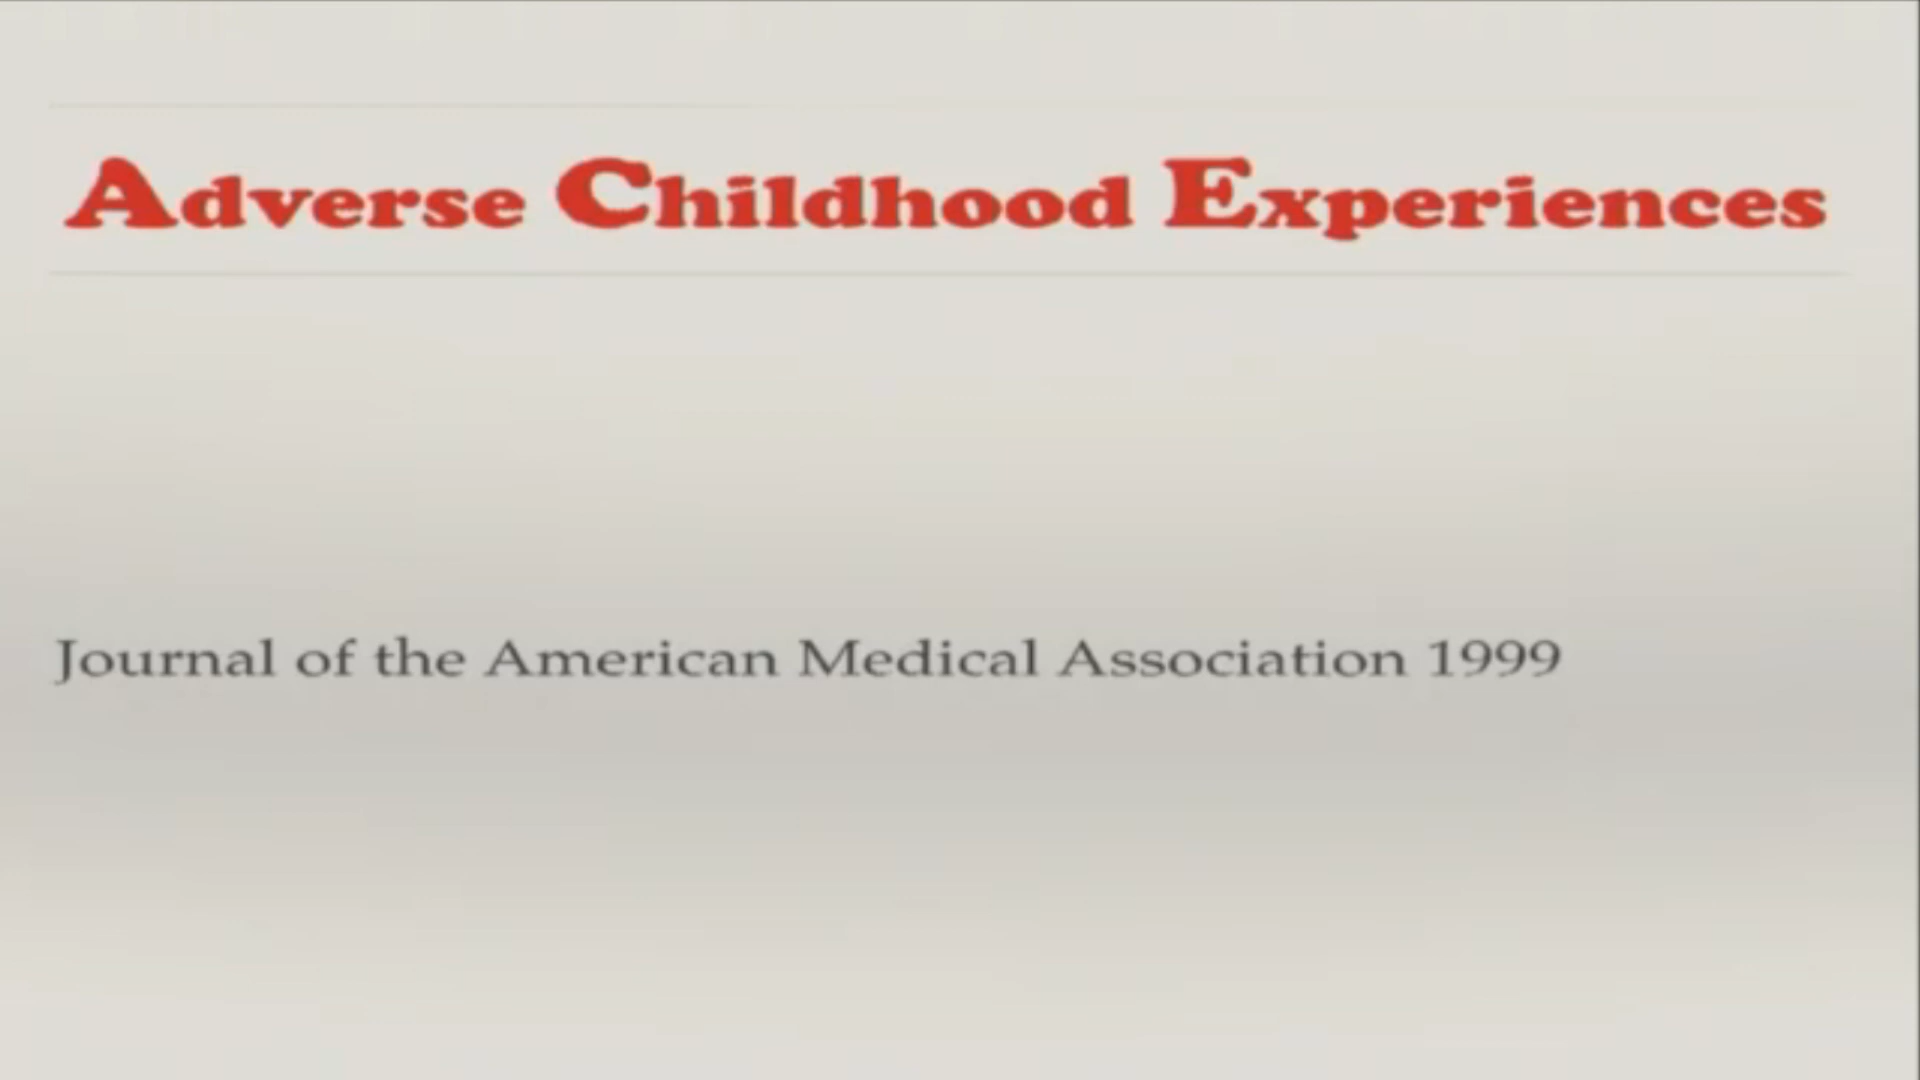 Adverse Childhood Experiences
Journal of the American Medical Association 1999